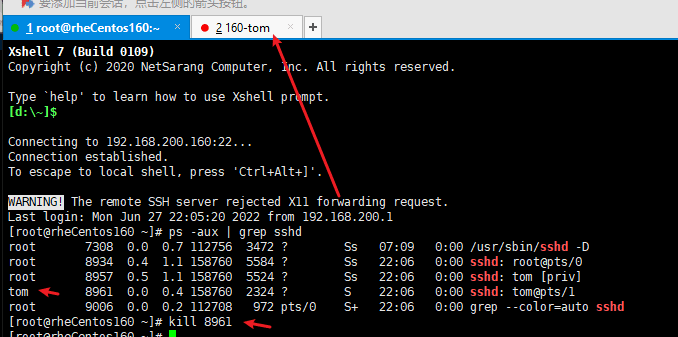 要添加当前会话，点击左侧的箭头按钮。
1 root@rheCentos160:~ × 2 160-tom × +
Xshell 7 (Build 0109)
Copyright (c) 2020 NetSarang Computer, Inc. All rights reserved.
Type `help' to learn how to use Xshell prompt.
[d:\~]$
Connecting to 192.168.200.160:22...
Connection established.
To escape to local shell, press 'Ctrl+Alt+]'.
WARNING! The remote SSH server rejected X11 forwarding request.
Last login: Mon Jun 27 22:05:20 2022 from 192.168.200.1
[root@rheCentos160 ~]# ps -aux | grep sshd
root 7308 0.0 0.7 112756 3472 ? Ss 07:09 0:00 /usr/sbin/sshd -D
root 8934 0.4 1.1 158760 5584 ? Ss 22:06 0:00 sshd: root@pts/0
root 8957 0.5 1.1 158760 5524 ? Ss 22:06 0:00 sshd: tom [priv]
tom 8961 0.0 0.4 158760 2324 ? S 22:06 0:00 sshd: tom@pts/1
root 9006 0.0 0.2 112708 972 pts/0 S+ 22:06 0:00 grep --color=auto sshd
[root@rheCentos160 ~]# kill 8961
[root@rheCentos160 ~]#